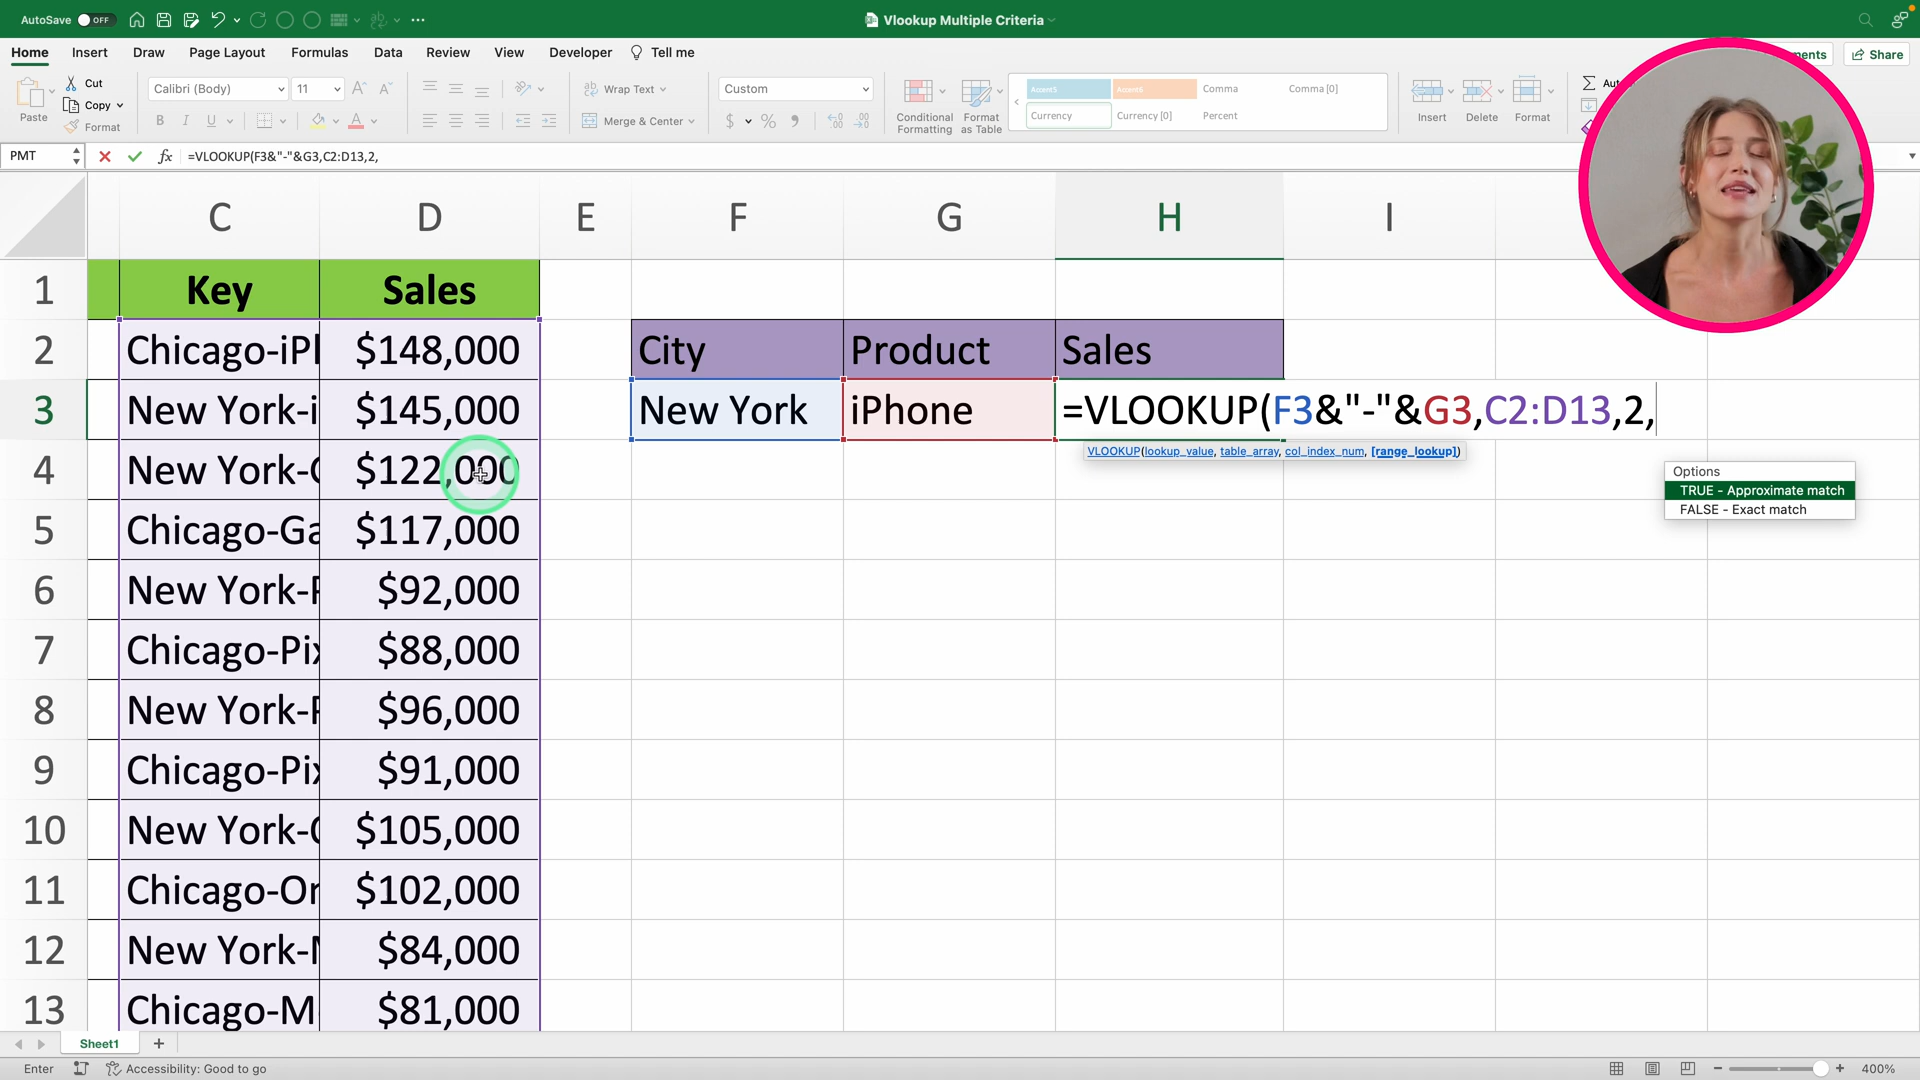 AutoSave OFF
Vlookup Multiple Criteria
Home Insert Draw Page Layout Formulas Data Review View Developer Tell me
Share
Paste
Cut
Copy
Format
Calibri (Body) 11
B I U
Wrap Text
Merge & Center
Custom
$ % 9
Conditional Formatting
Format as Table
Accent5 Accent6 Comma Comma [0]
Currency Currency [0] Percent
Insert Delete Format
PMT fx =VLOOKUP(F3&"-"&G3,C2:D13,2,
C D E F G H I
1 Key Sales
2 Chicago-iPl $148,000 City Product Sales
3 New York-i $145,000 New York iPhone =VLOOKUP(F3&"-"&G3,C2:D13,2,
VLOOKUP(lookup_value, table_array, col_index_num, [range_lookup])
4 New York-G $122,000
Options
TRUE - Approximate match
FALSE - Exact match
5 Chicago-Ga $117,000
6 New York-P $92,000
7 Chicago-Pix $88,000
8 New York-P $96,000
9 Chicago-Pix $91,000
10 New York-O $105,000
11 Chicago-On $102,000
12 New York-M $84,000
13 Chicago-M $81,000
Sheet1 +
Enter Accessibility: Good to go
400%